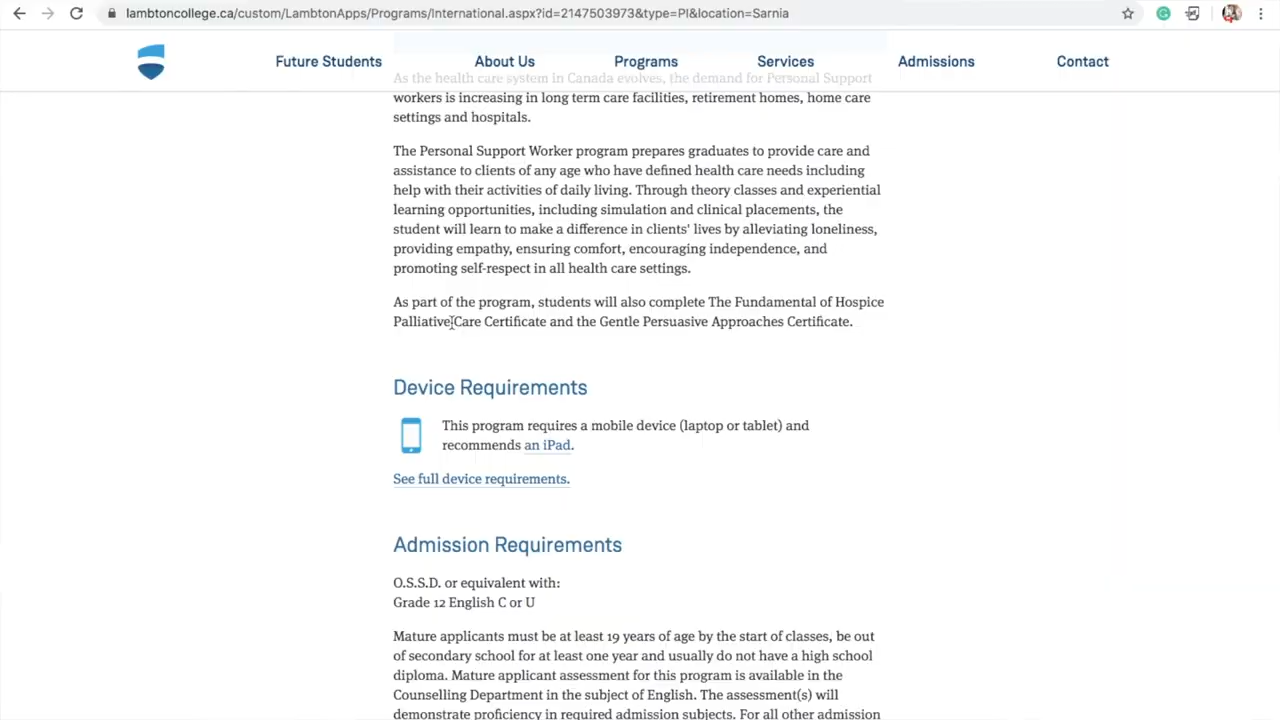 lambtoncollege.ca/custom/LambtonApps/Programs/International.aspx?id=2147503973&type=PI&location=Sarnia
Future Students About Us Programs Services Admissions Contact
As the health care system in Canada evolves, the demand for Personal Support
workers is increasing in long term care facilities, retirement homes, home care
settings and hospitals.
The Personal Support Worker program prepares graduates to provide care and
assistance to clients of any age who have defined health care needs including
help with their activities of daily living. Through theory classes and experiential
learning opportunities, including simulation and clinical placements, the
student will learn to make a difference in clients' lives by alleviating loneliness,
providing empathy, ensuring comfort, encouraging independence, and
promoting self-respect in all health care settings.
As part of the program, students will also complete The Fundamental of Hospice
Palliative Care Certificate and the Gentle Persuasive Approaches Certificate.
Device Requirements
This program requires a mobile device (laptop or tablet) and
recommends an iPad.
See full device requirements.
Admission Requirements
O.S.S.D. or equivalent with:
Grade 12 English C or U
Mature applicants must be at least 19 years of age by the start of classes, be out
of secondary school for at least one year and usually do not have a high school
diploma. Mature applicant assessment for this program is available in the
Counselling Department in the subject of English. The assessment(s) will
demonstrate proficiency in required admission subjects. For all other admission